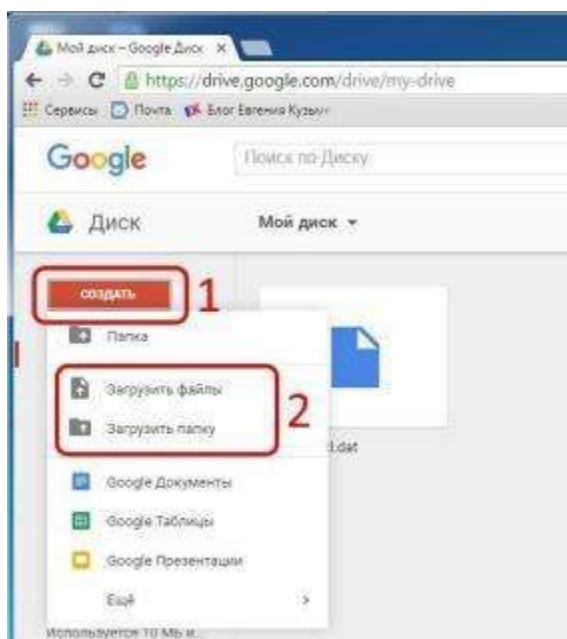 Мой диск – Google Диск
https://drive.google.com/drive/my-drive
Сервисы Почта Блог Евгения Кузьм
Google Поиск по Диску
Диск Мой диск
СОЗДАТЬ 1
Папка
Загрузить файлы
2
Загрузить папку
.dat
Google Документы
Google Таблицы
Google Презентации
Ещё
Используется 10 МБ и...